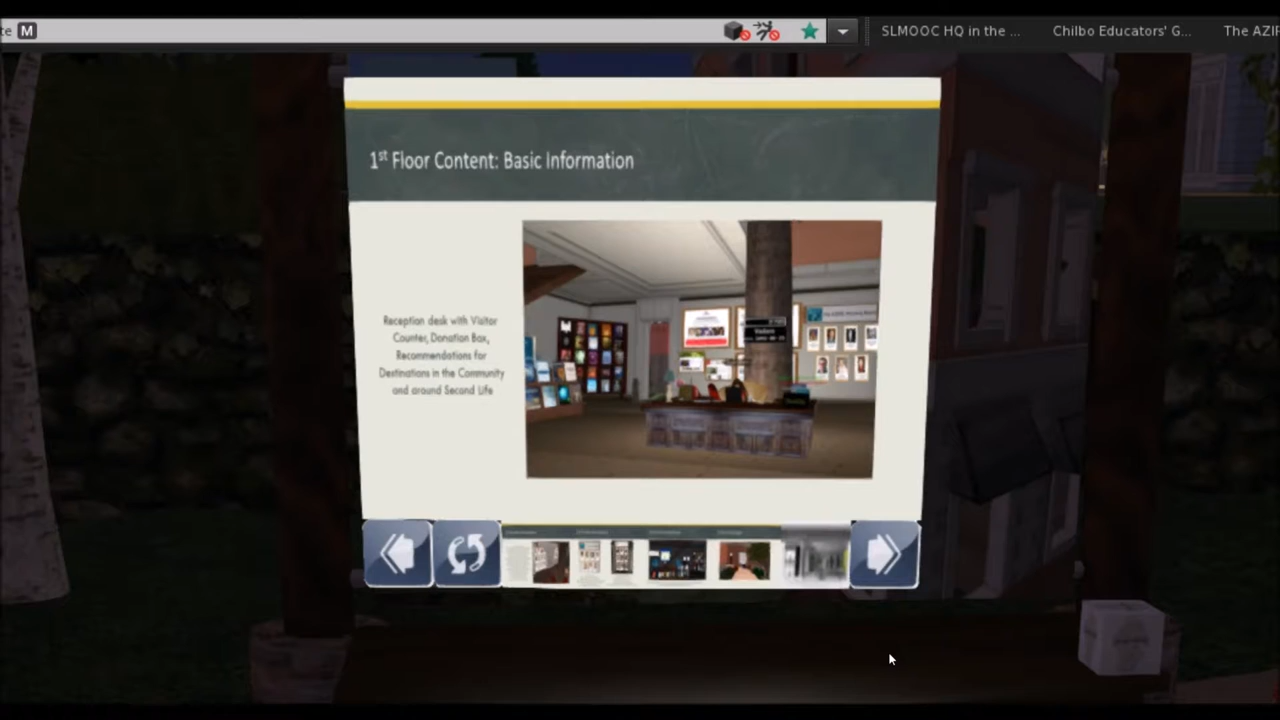 te M
SLMOOC HQ in the ...
Chilbo Educators' G...
The AZIR
1st Floor Content: Basic Information
Reception desk with Visitor
Counter, Donation Box,
Recommendations for
Destinations in the Community
and around Second Life